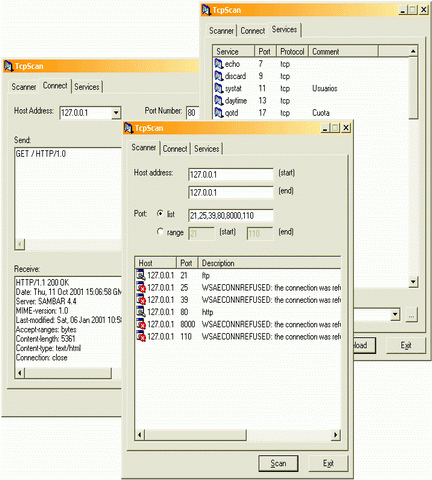 TcpScan
Scanner Connect Services
Service Port Protocol Comment
echo 7 tcp
discard 9 tcp
systat 11 tcp Usuarios
daytime 13 tcp
qotd 17 tcp Cuota
...
Exit
TcpScan
Scanner Connect Services
Host Address: 127.0.0.1 Port Number: 80
Send:
GET / HTTP/1.0
Receive:
HTTP/1.1 200 OK
Date: Thu, 11 Oct 2001 15:06:58 GM
Server: SAMBAR 4.4
MIME-version: 1.0
Last-modified: Sat, 06 Jan 2001 10:58
Accept-ranges: bytes
Content-length: 5361
Content-type: text/html
Connection: close
TcpScan
Scanner Connect Services
Host address: 127.0.0.1 (start)
127.0.0.1 (end)
Port: list 21,25,39,80,8000,110
range 21 (start) 110 (end)
Host Port Description
127.0.0.1 21 ftp
127.0.0.1 25 WSAECONNREFUSED: the connection was refu
127.0.0.1 39 WSAECONNREFUSED: the connection was refu
127.0.0.1 80 http
127.0.0.1 8000 WSAECONNREFUSED: the connection was refu
127.0.0.1 110 WSAECONNREFUSED: the connection was refu
Scan Exit